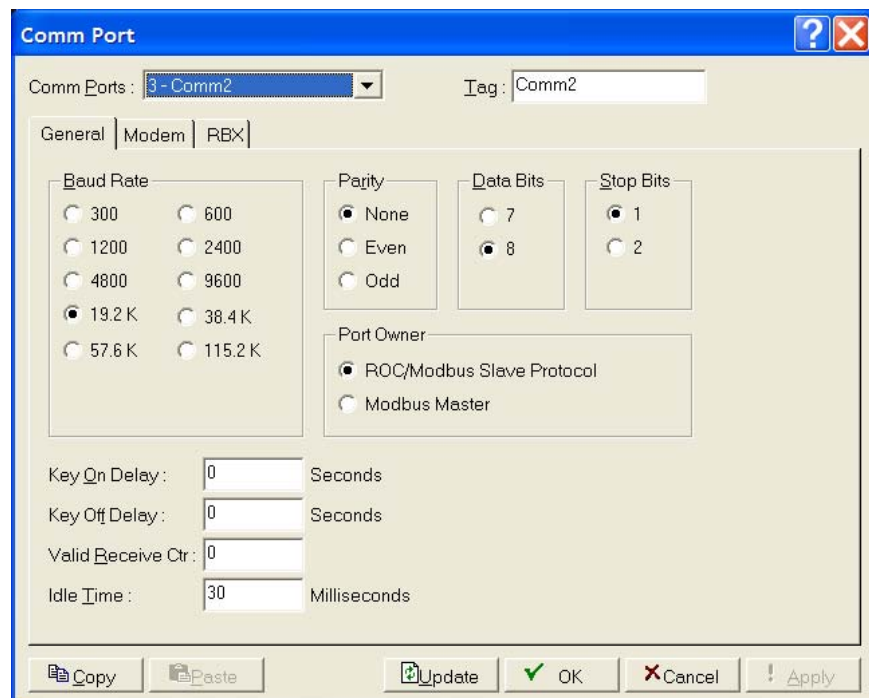 Comm Port
Comm Ports : 3 - Comm2 Tag : Comm2
General Modem RBX
Baud Rate
300 600
1200 2400
4800 9600
19.2 K 38.4 K
57.6 K 115.2 K
Parity
None
Even
Odd
Data Bits
7
8
Stop Bits
1
2
Port Owner
ROC/Modbus Slave Protocol
Modbus Master
Key On Delay : 0 Seconds
Key Off Delay : 0 Seconds
Valid Receive Ctr : 0
Idle Time : 30 Milliseconds
Copy Paste Update OK Cancel ! Apply